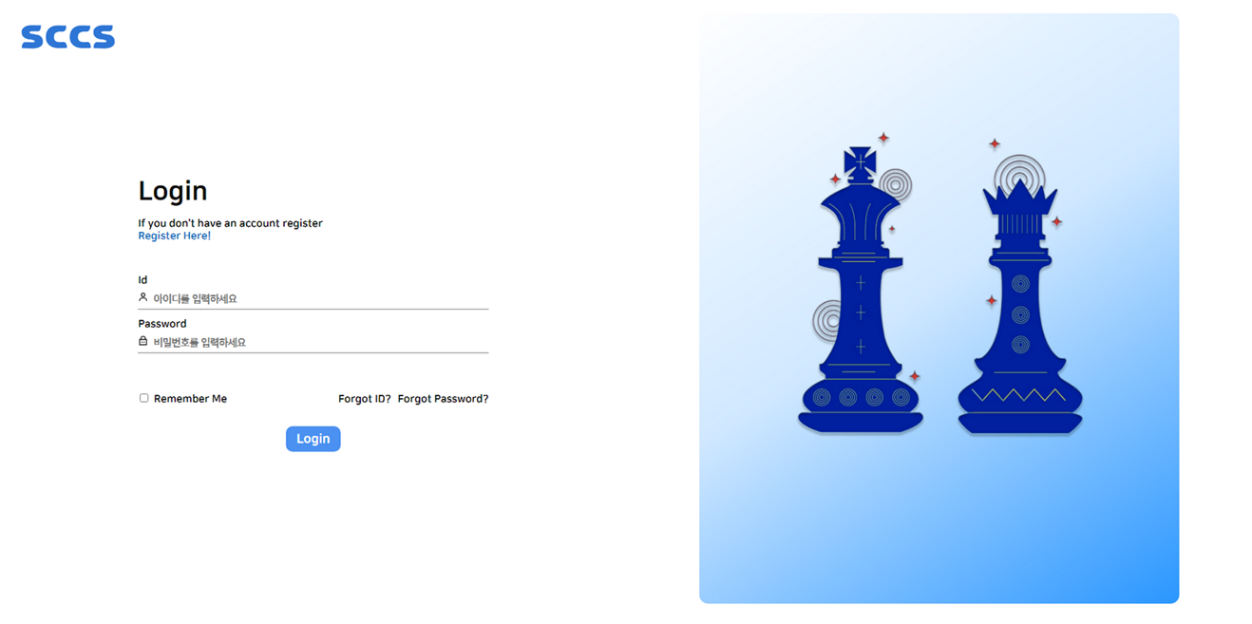 SCCS
Login
If you don't have an account register
Register Here!
Id
아이디를 입력하세요
Password
비밀번호를 입력하세요
Remember Me
Forgot ID? Forgot Password?
Login